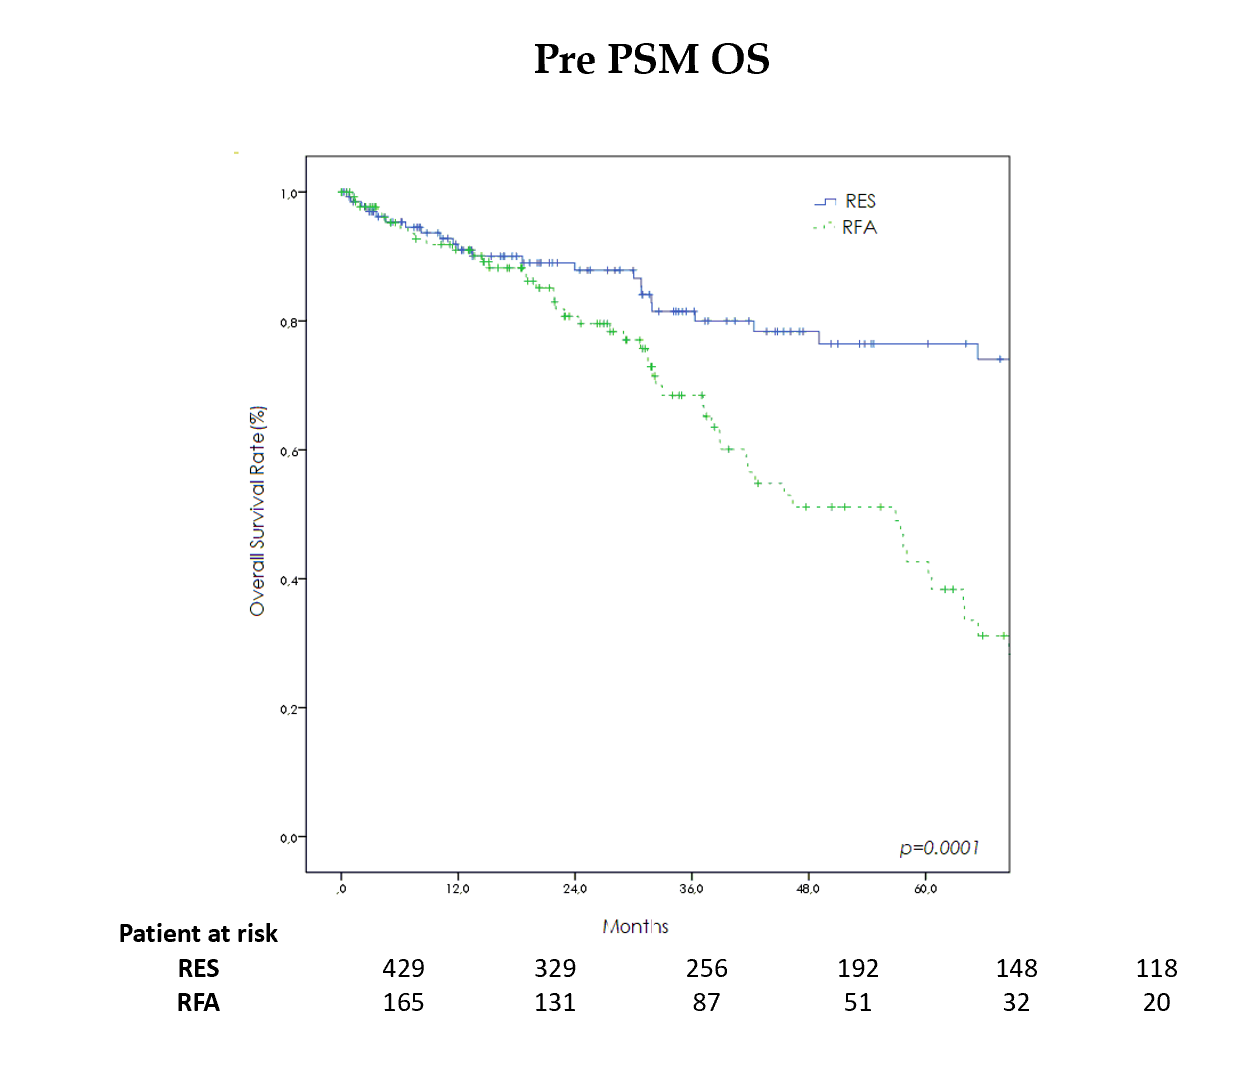 Pre PSM OS
RES
RFA
1,0
0,8
0,6
0,4
0,2
0,0
Overall Survival Rate (%)
p=0.0001
,0 12,0 24,0 36,0 48,0 60,0
Months
Patient at risk
RES 429 329 256 192 148 118
RFA 165 131 87 51 32 20